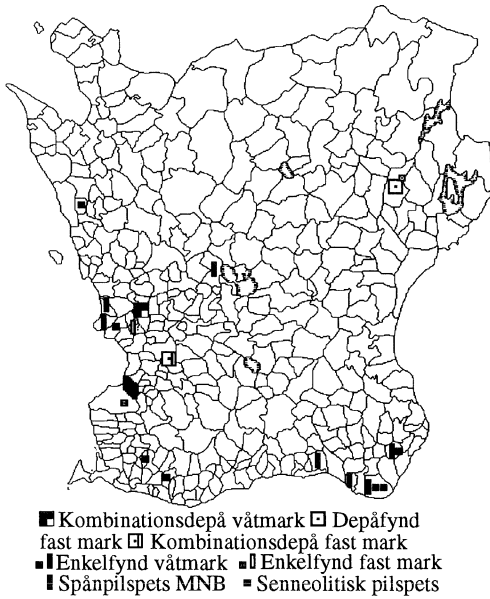 Kombinationsdepå våtmark Depåfynd
fast mark Kombinationsdepå fast mark
Enkelfynd våtmark Enkelfynd fast mark
Spånpilspets MNB Senneolitisk pilspets